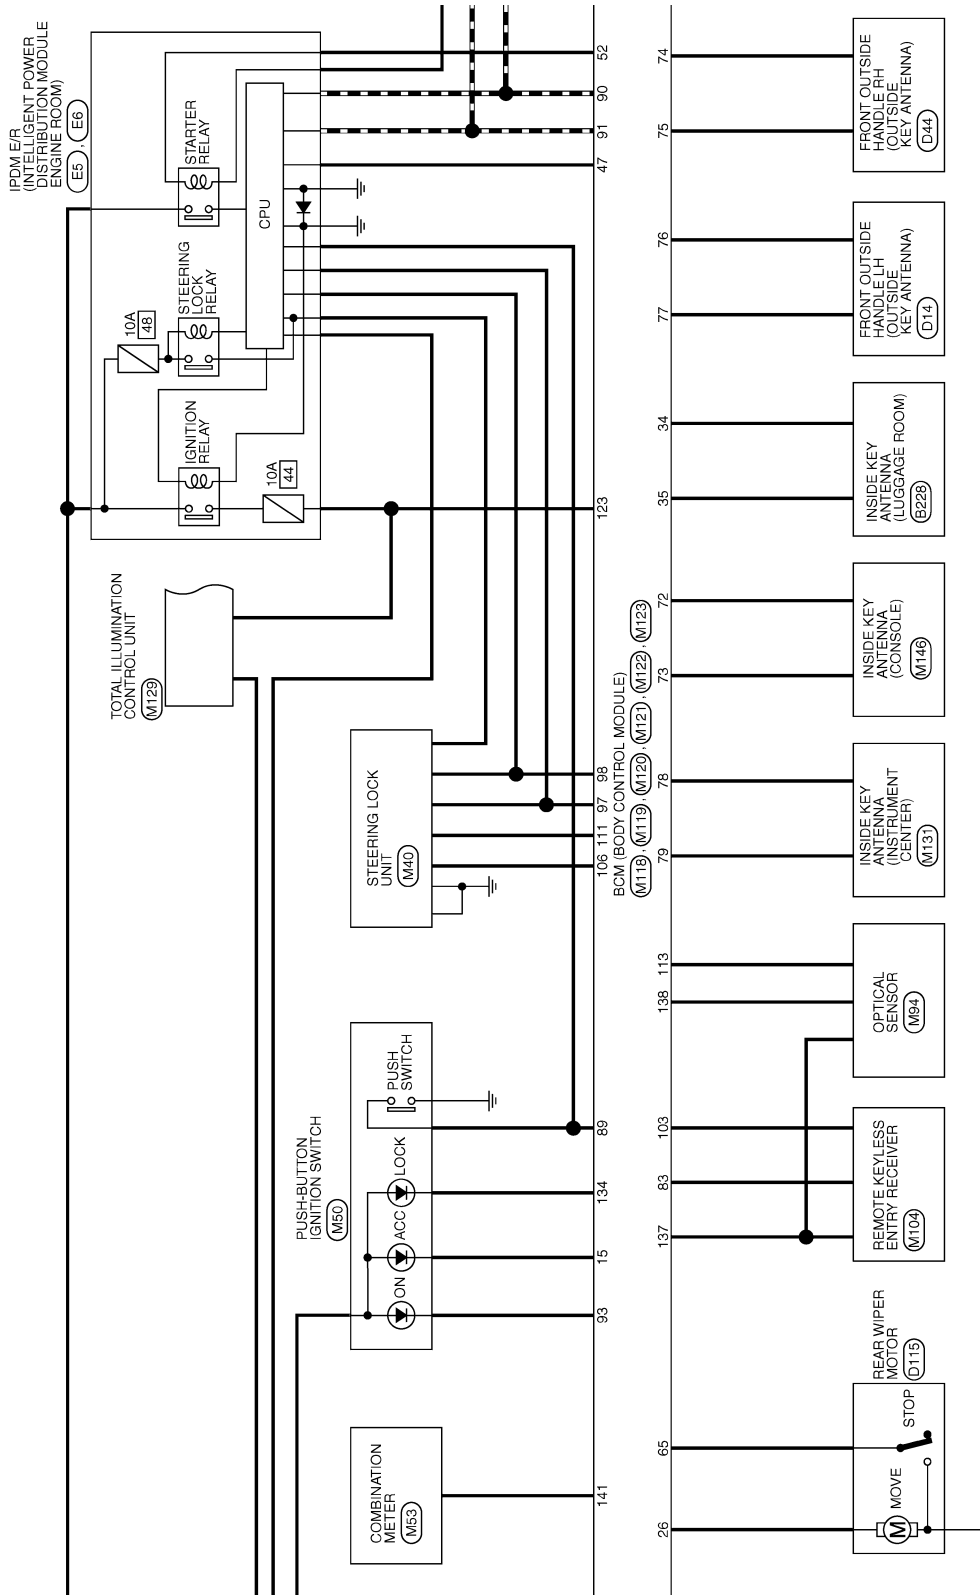 IPDM E/R
(INTELLIGENT POWER
DISTRIBUTION MODULE
ENGINE ROOM)
E5 , E6
STARTER
RELAY
CPU
STEERING
LOCK
RELAY
10A
48
IGNITION
RELAY
10A
44
TOTAL ILLUMINATION
CONTROL UNIT
M129
STEERING LOCK
UNIT
M40
PUSH-BUTTON
IGNITION SWITCH
M50
PUSH
SWITCH
LOCK
ACC
ON
COMBINATION
METER
M53
52
90
91
47
123
98
97
111
106
89
134
15
93
141
BCM (BODY CONTROL MODULE)
M118 , M119 , M120 , M121 , M122 , M123
74
75
76
77
34
35
72
73
78
79
113
138
103
83
137
65
26
FRONT OUTSIDE
HANDLE RH
(OUTSIDE
KEY ANTENNA)
D44
FRONT OUTSIDE
HANDLE LH
(OUTSIDE
KEY ANTENNA)
D14
INSIDE KEY
ANTENNA
(LUGGAGE ROOM)
B228
INSIDE KEY
ANTENNA
(CONSOLE)
M146
INSIDE KEY
ANTENNA
(INSTRUMENT
CENTER)
M131
OPTICAL
SENSOR
M94
REMOTE KEYLESS
ENTRY RECEIVER
M104
REAR WIPER
MOTOR
D115
STOP
MOVE
M